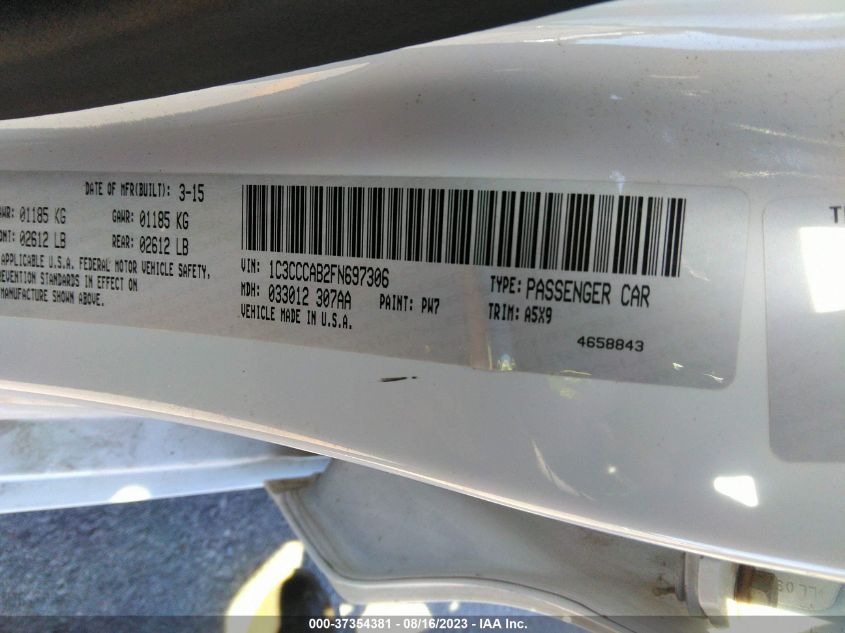 DATE OF MFR(BUILT): 3-15
01185 KG GAWR: 01185 KG
02612 LB REAR: 02612 LB
APPLICABLE U.S.A. FEDERAL MOTOR VEHICLE SAFETY,
STANDARDS IN EFFECT ON
MANUFACTURE SHOWN ABOVE.
VIN: 1C3CCCAB2FN697306
MDH: 033012 307AA PAINT: PW7
VEHICLE MADE IN U.S.A.
TYPE: PASSENGER CAR
TRIM: A5X9
4658843
000-37354381 - 08/16/2023 - IAA Inc.